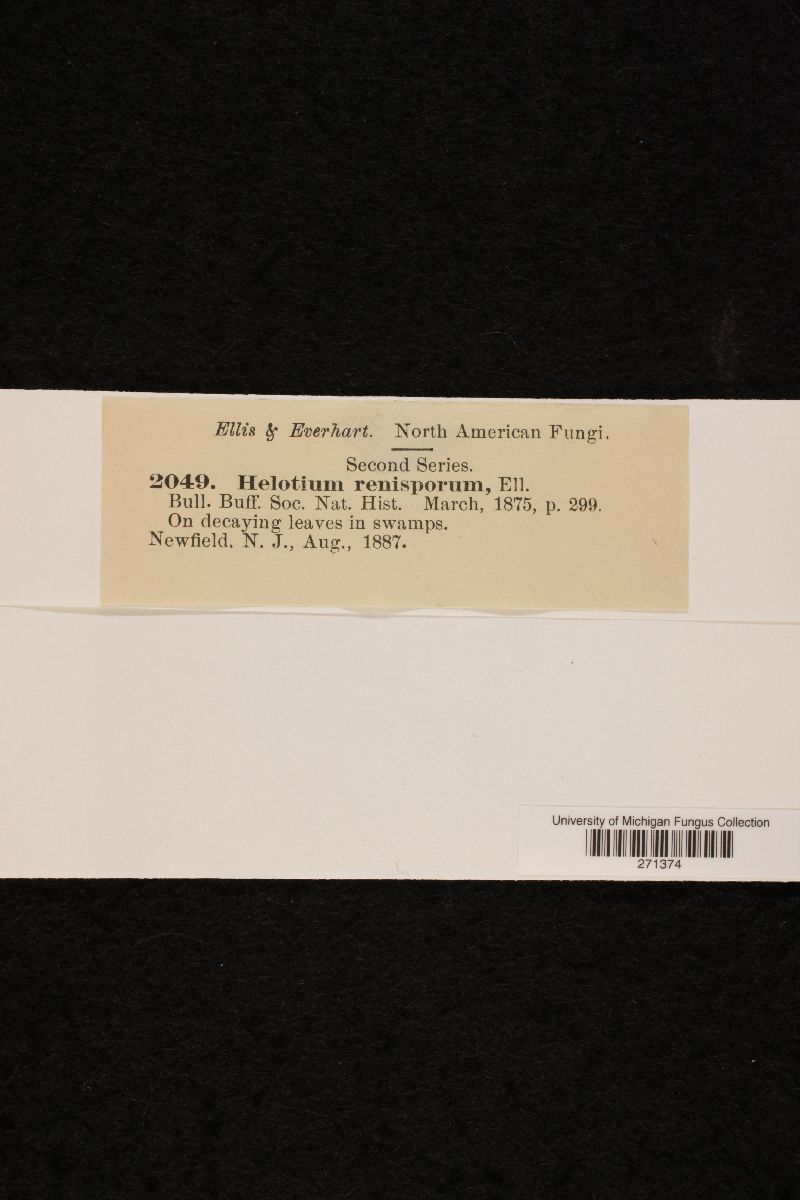 Ellis & Everhart. North American Fungi.
Second Series.
2049. Helotium renisporum, Ell.
Bull. Buff. Soc. Nat. Hist. March, 1875, p. 299.
On decaying leaves in swamps.
Newfield. N. J., Aug., 1887.
University of Michigan Fungus Collection
271374